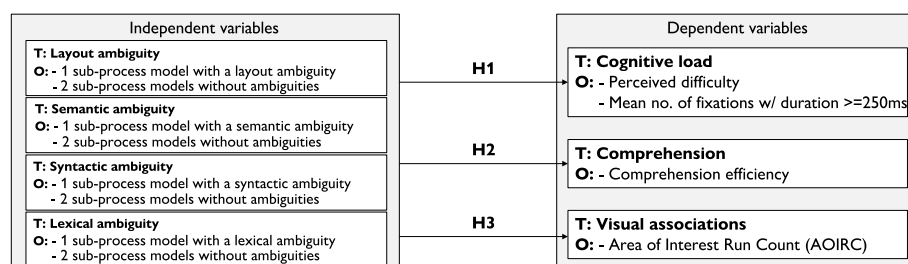 Independent variables
T: Layout ambiguity
O: - 1 sub-process model with a layout ambiguity
- 2 sub-process models without ambiguities
T: Semantic ambiguity
O: - 1 sub-process model with a semantic ambiguity
- 2 sub-process models without ambiguities
T: Syntactic ambiguity
O: - 1 sub-process model with a syntactic ambiguity
- 2 sub-process models without ambiguities
T: Lexical ambiguity
O: - 1 sub-process model with a lexical ambiguity
- 2 sub-process models without ambiguities
H1
H2
H3
Dependent variables
T: Cognitive load
O: - Perceived difficulty
- Mean no. of fixations w/ duration >=250ms
T: Comprehension
O: - Comprehension efficiency
T: Visual associations
O: - Area of Interest Run Count (AOIRC)